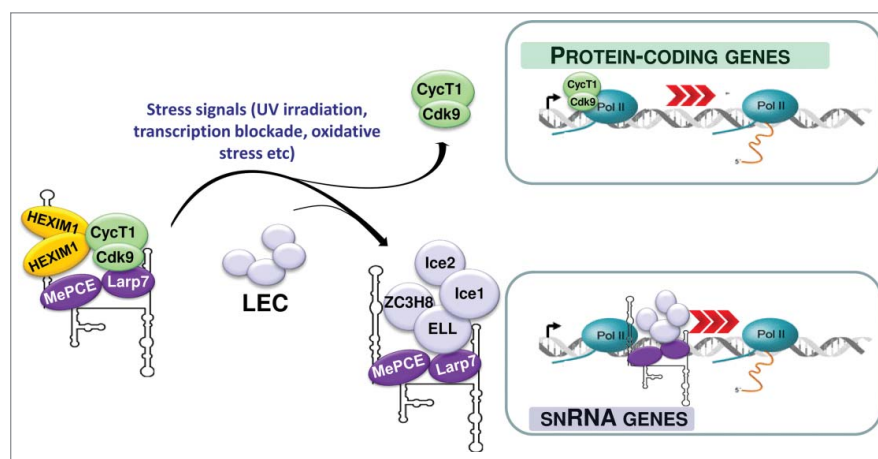 PROTEIN-CODING GENES
CycT1
Cdk9
Pol II
Pol II
5'
CycT1
Cdk9
Stress signals (UV irradiation,
transcription blockade, oxidative
stress etc)
HEXIM1
HEXIM1
CycT1
Cdk9
MePCE
Larp7
LEC
Ice2
Ice1
ZC3H8
ELL
MePCE
Larp7
Pol II
Pol II
5'
SNRNA GENES